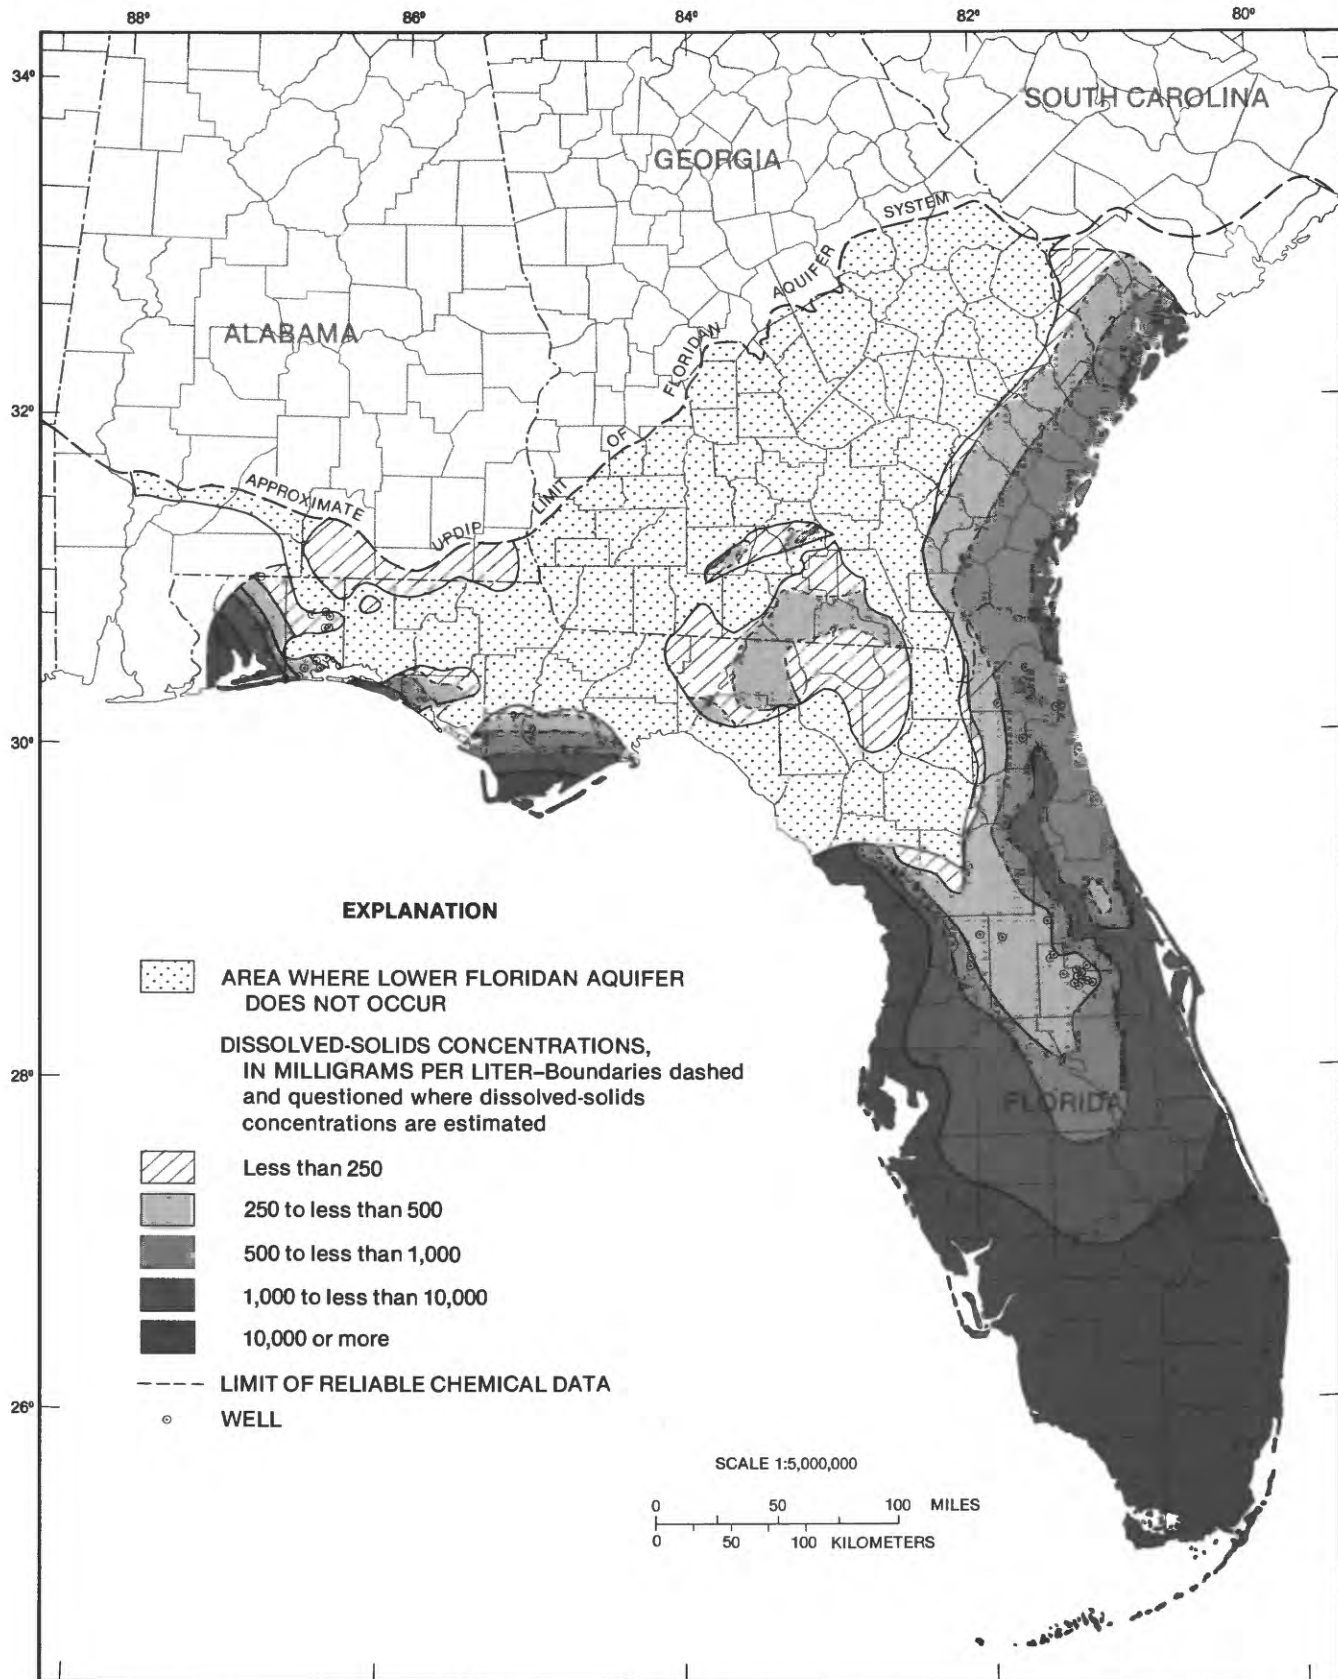 88° 86° 84° 82° 80°
34°
SOUTH CAROLINA
GEORGIA
SYSTEM
AQUIFER
ALABAMA
FLORIDAN
32°
OF
LIMIT
APPROXIMATE
UPDIP
30°
EXPLANATION
AREA WHERE LOWER FLORIDAN AQUIFER
DOES NOT OCCUR
DISSOLVED-SOLIDS CONCENTRATIONS,
IN MILLIGRAMS PER LITER–Boundaries dashed
and questioned where dissolved-solids
concentrations are estimated
28°
FLORIDA
Less than 250
250 to less than 500
500 to less than 1,000
1,000 to less than 10,000
10,000 or more
LIMIT OF RELIABLE CHEMICAL DATA
26°
WELL
SCALE 1:5,000,000
0 50 100 MILES
0 50 100 KILOMETERS